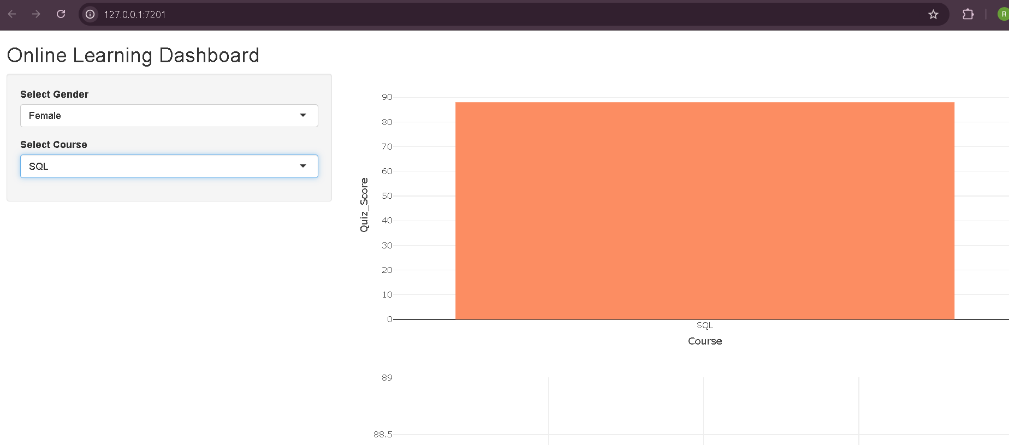 127.0.0.1:7201
R
Online Learning Dashboard
Select Gender
Female
Select Course
SQL
90
80
70
60
50
40
30
20
10
0
Quiz_Score
SQL
Course
89
88.5